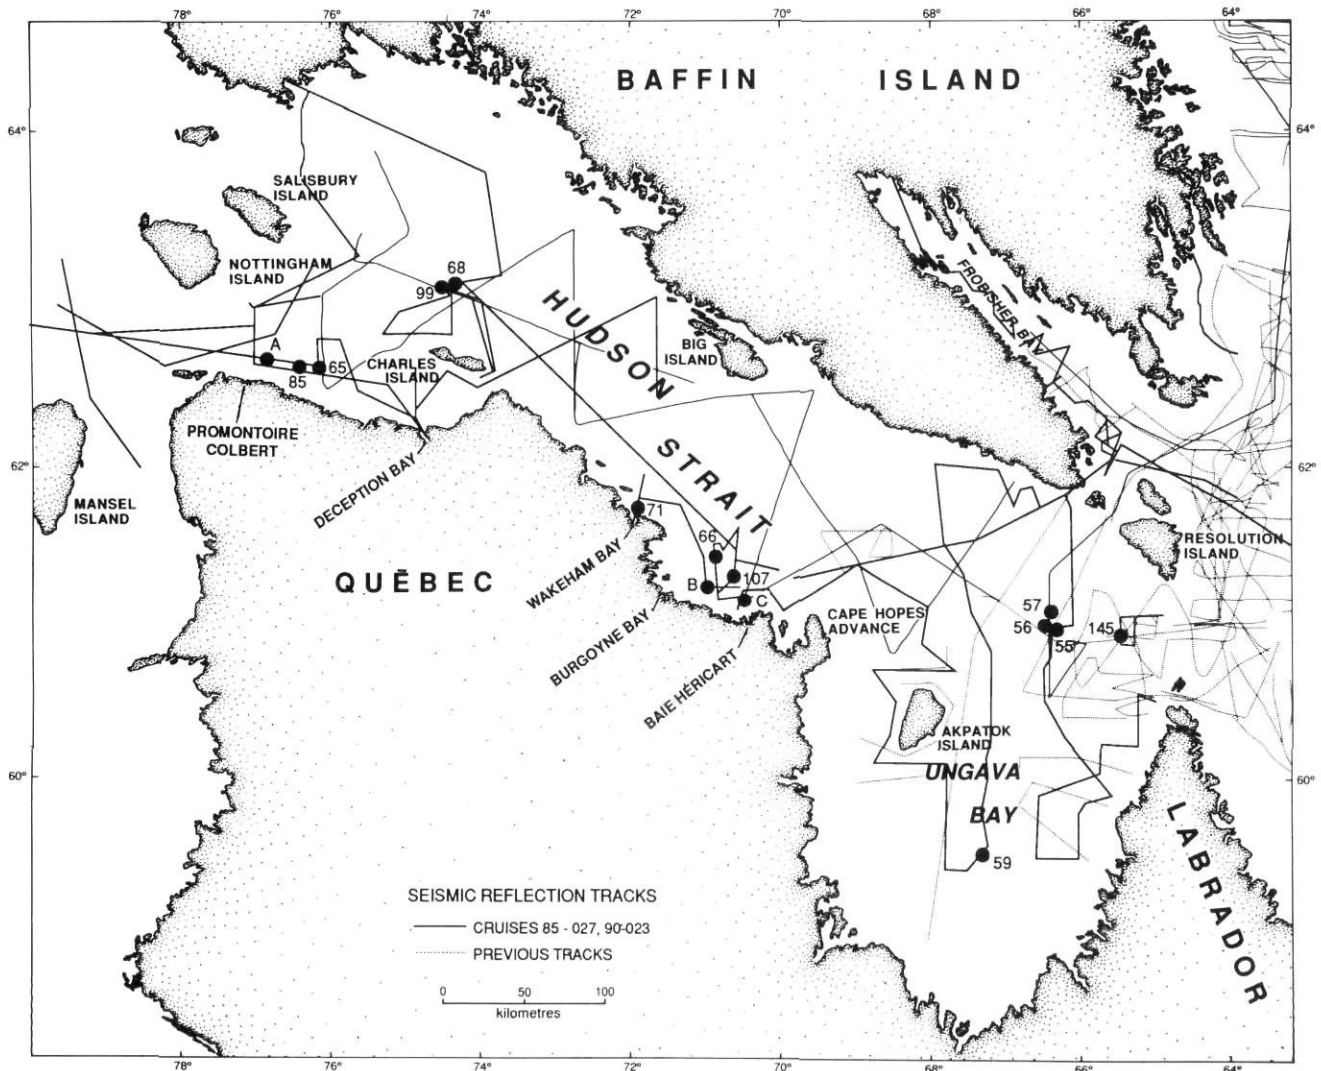 78° 76° 74° 72° 70° 68° 66° 64°
BAFFIN ISLAND
64° 64°
SALISBURY
ISLAND
NOTTINGHAM
ISLAND
68
99
FROBISHER BAY
HUDSON
STRAIT
BIG
ISLAND
A
85
65
CHARLES
ISLAND
PROMONTOIRE
COLBERT
62° 62°
DECEPTION BAY
MANSEL
ISLAND
71
66
107
B
C
WAKEHAM BAY
BURGOYNE BAY
BAIE HÉRICART
QUĒBEC
CAPE HOPES
ADVANCE
RESOLUTION
ISLAND
57
56
55
145
AKPATOK
ISLAND
60° 60°
UNGAVA
BAY
59
LABRADOR
SEISMIC REFLECTION TRACKS
CRUISES 85 - 027, 90-023
PREVIOUS TRACKS
0 50 100
kilometres
78° 76° 74° 72° 70° 68° 66° 64°